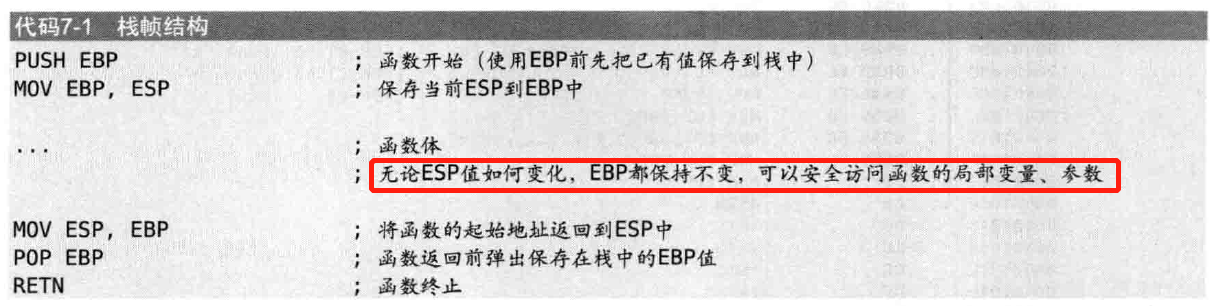 代码7-1 栈帧结构
PUSH EBP ; 函数开始（使用EBP前先把已有值保存到栈中）
MOV EBP, ESP ; 保存当前ESP到EBP中
... ; 函数体
; 无论ESP值如何变化，EBP都保持不变，可以安全访问函数的局部变量、参数
MOV ESP, EBP ; 将函数的起始地址返回到ESP中
POP EBP ; 函数返回前弹出保存在栈中的EBP值
RETN ; 函数终止